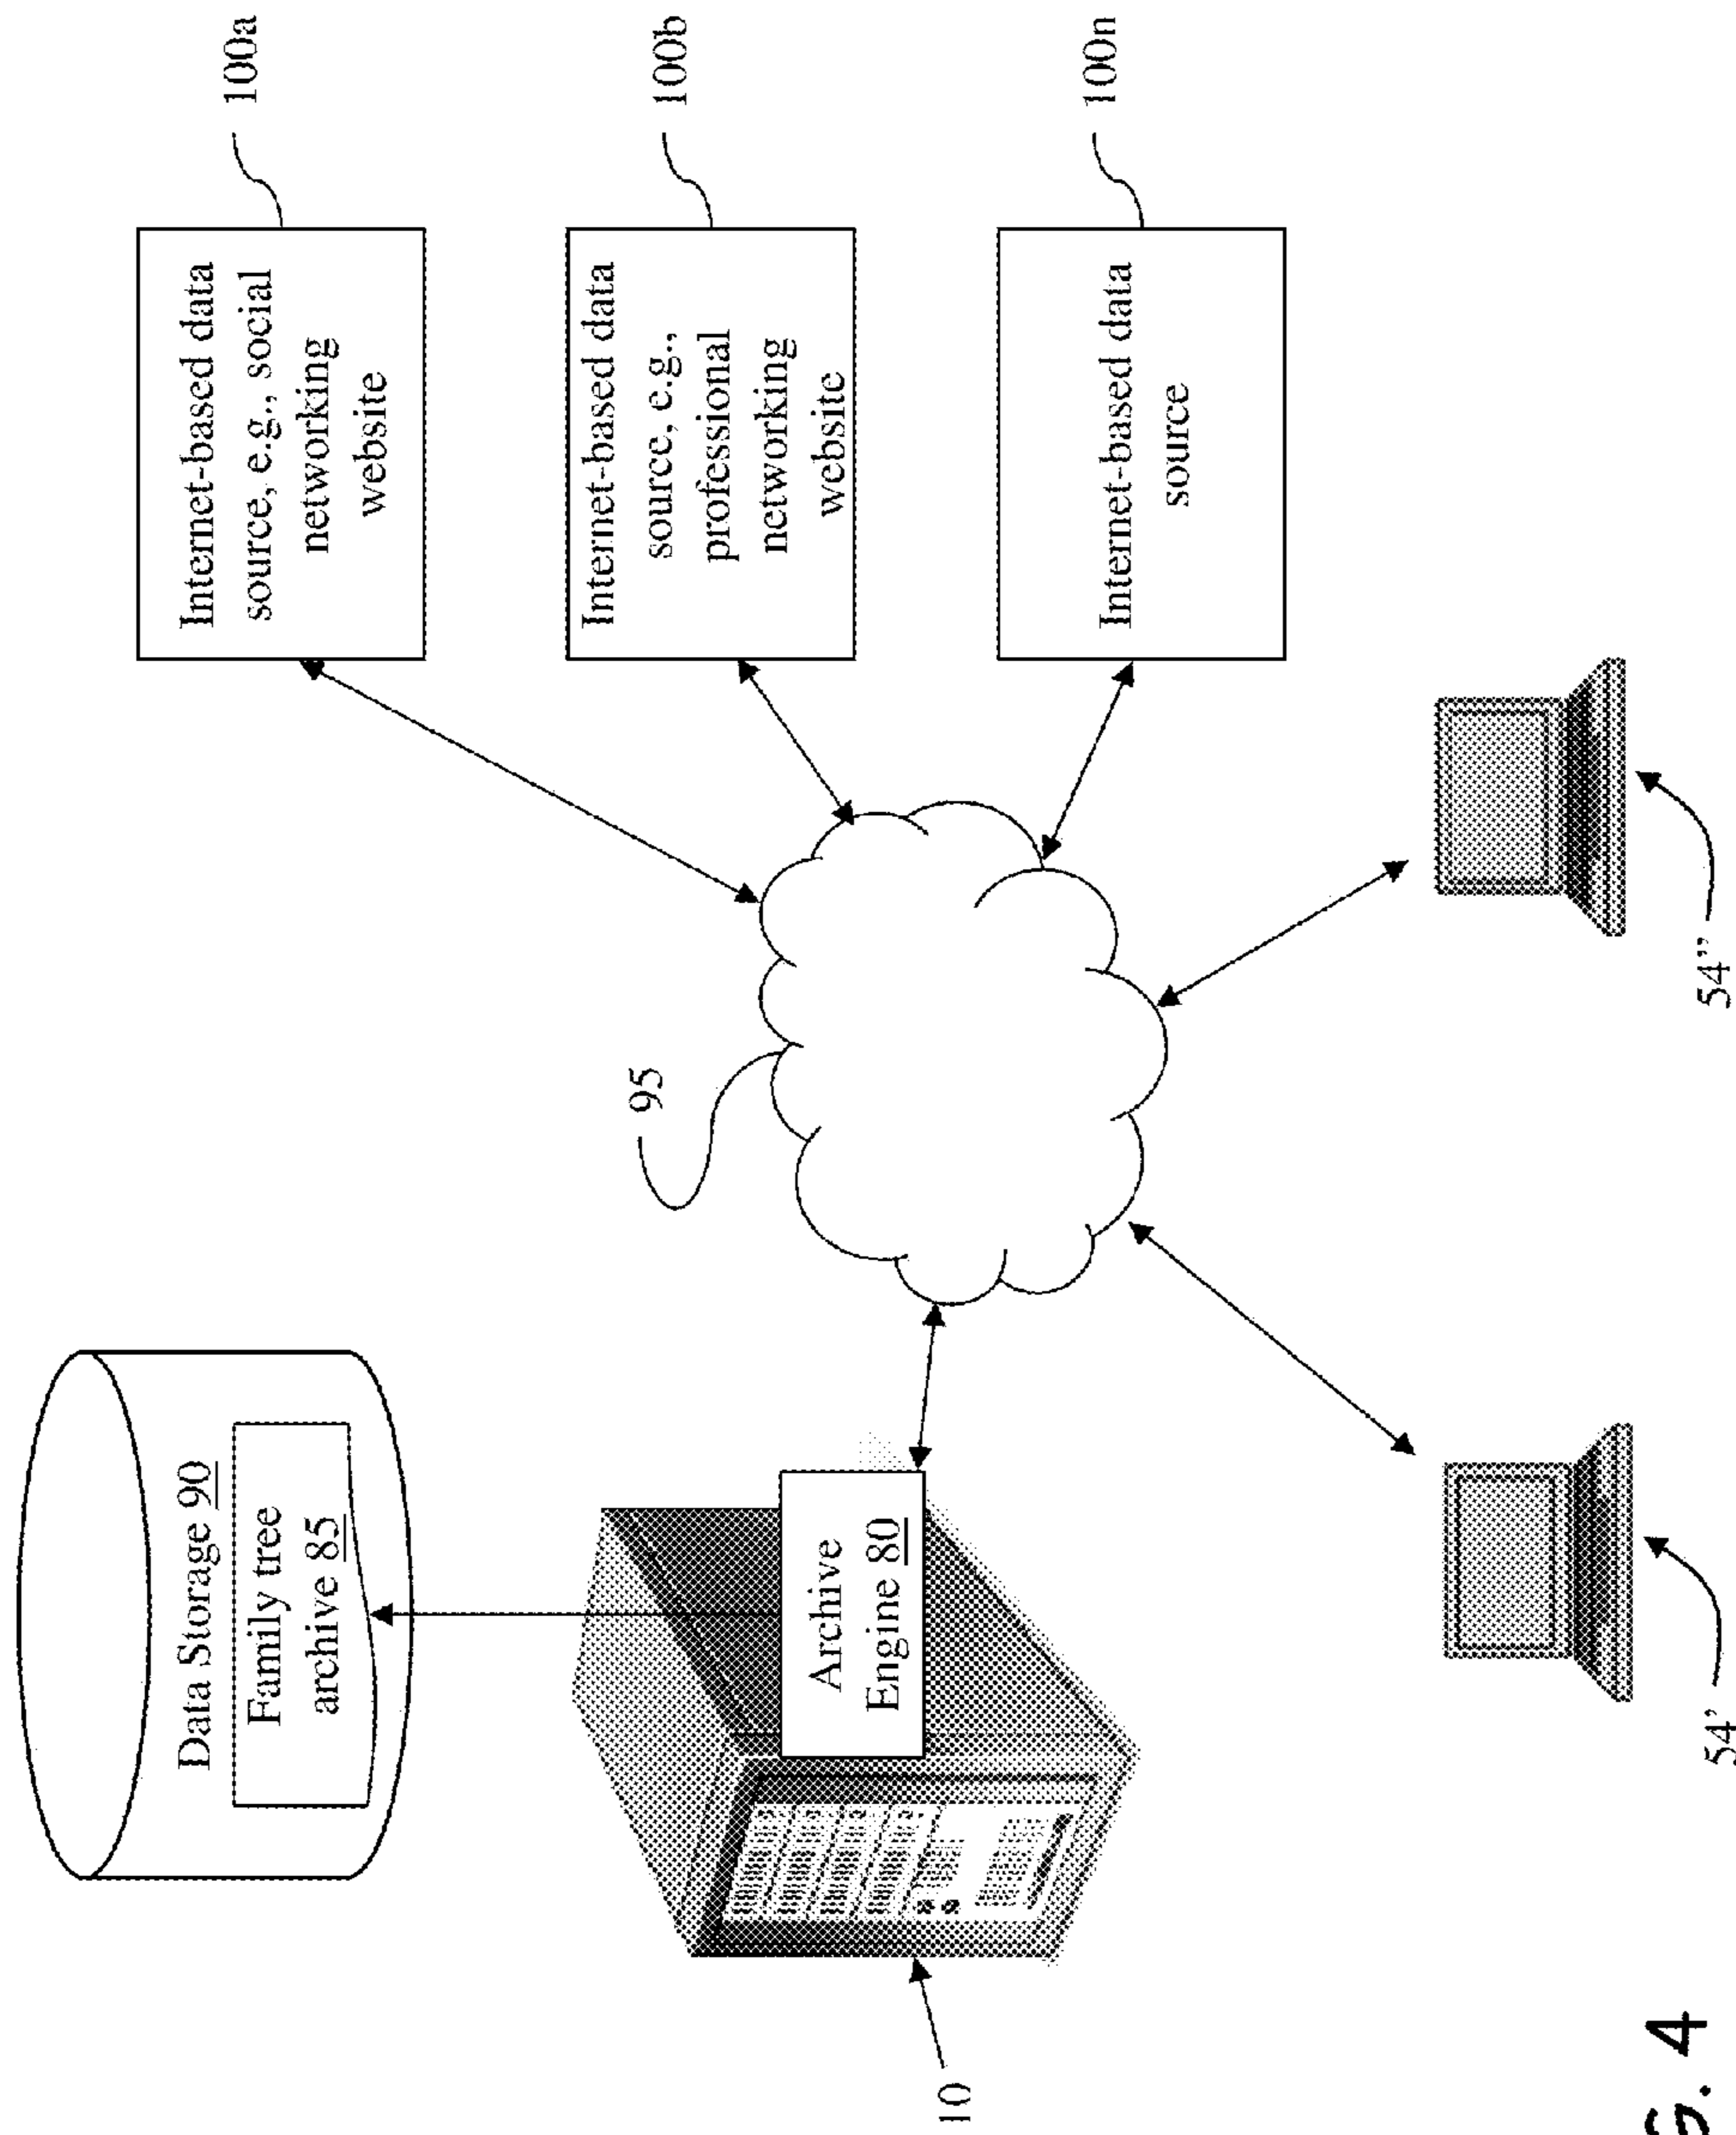 Data Storage 90
Family tree
archive 85
Archive
Engine 80
10
95
Internet-based data
source, e.g., social
networking
website
100a
Internet-based data
source, e.g.,
professional
networking
website
100b
Internet-based data
source
100n
54’
54”
G. 4